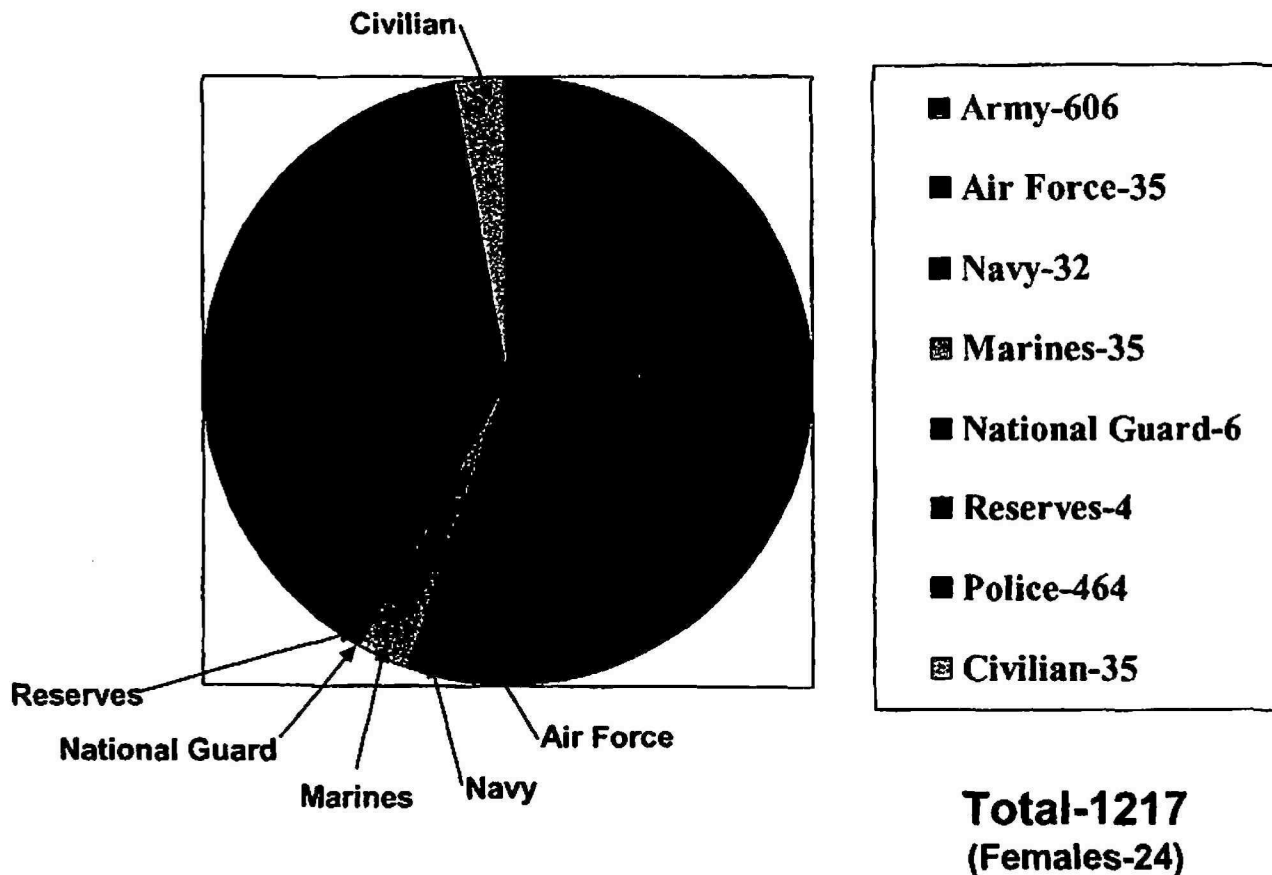 Civilian
Army-606
Air Force-35
Navy-32
Marines-35
National Guard-6
Reserves-4
Police-464
Civilian-35
Reserves
National Guard
Marines
Navy
Air Force
Total-1217
(Females-24)